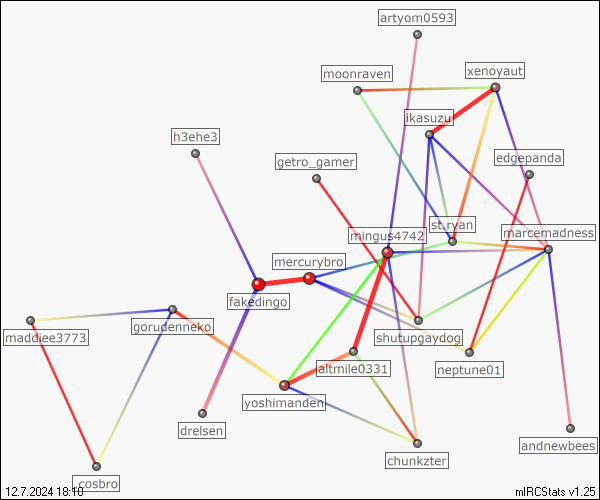 artyom0593
moonraven
xenoyaut
ikasuzu
h3ehe3
getro_gamer
edgepanda
st.ryan
mingus4742
marcemadness
mercurybro
fakedingo
gorudenneko
maddiee3773
shutupgaydog
altmile0331
neptune01
yoshimanden
drelsen
andnewbees
chunkzter
_cosbro
12.7.2024 18:10
mIRCStats v1.25